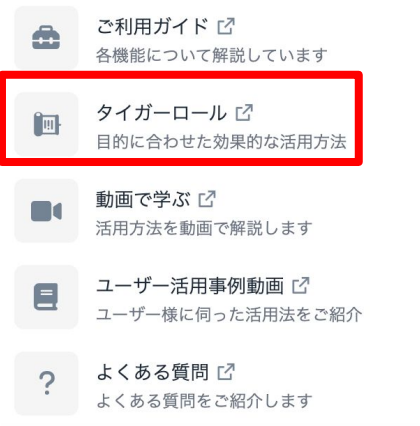 ご利用ガイド
各機能について解説しています
タイガーロール
目的に合わせた効果的な活用方法
動画で学ぶ
活用方法を動画で解説します
ユーザー活用事例動画
ユーザー様に伺った活用法をご紹介
?
よくある質問
よくある質問をご紹介します